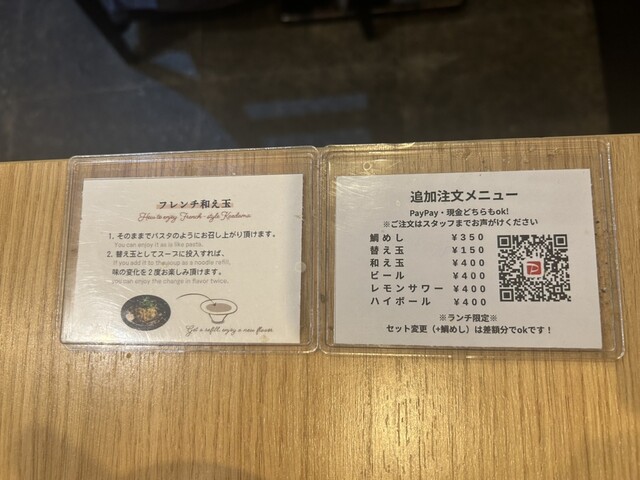 フレンチ和え玉
How to enjoy French-style Kaedama
1. そのままでパスタのようにお召し上がり頂けます。
You can enjoy it as is like pasta.
2. 替え玉としてスープに投入すれば、
If you add it to the soup as a noodle refill,
味の変化を2度お楽しみ頂けます。
you can enjoy the change in flavor twice.
Get a refill, enjoy a new flavor
追加注文メニュー
PayPay・現金どちらもok!
※ご注文はスタッフまでお声がけください
鯛めし ¥350
替え玉 ¥150
和え玉 ¥400
ビール ¥400
レモンサワー ¥400
ハイボール ¥400
※ランチ限定※
セット変更(+鯛めし)は差額分でokです!